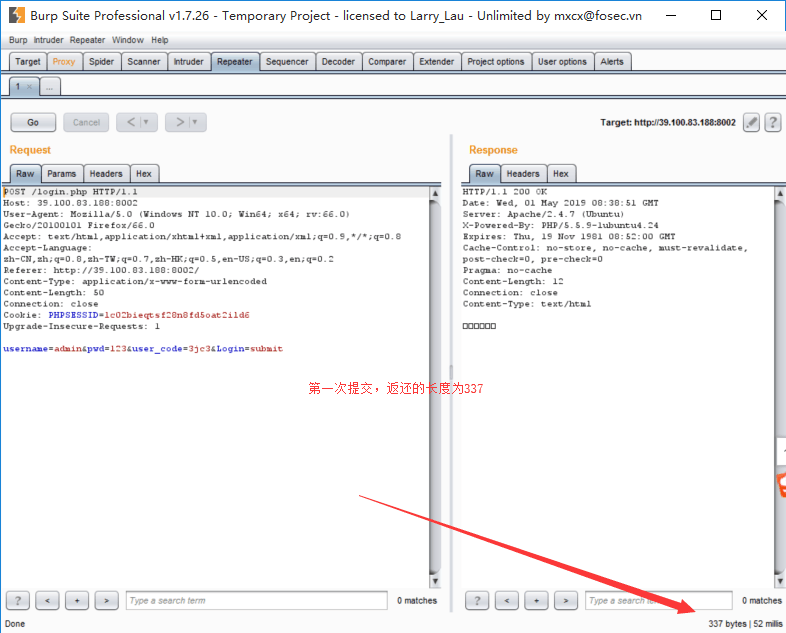 Burp Suite Professional v1.7.26 - Temporary Project - licensed to Larry_Lau - Unlimited by mxcx@fosec.vn
Burp Intruder Repeater Window Help
Target Proxy Spider Scanner Intruder Repeater Sequencer Decoder Comparer Extender Project options User options Alerts
1 × ...
Go Cancel < | ▼ > | ▼ Target: http://39.100.83.188:8002 ?
Request
Raw Params Headers Hex
POST /login.php HTTP/1.1
Host: 39.100.83.188:8002
User-Agent: Mozilla/5.0 (Windows NT 10.0; Win64; x64; rv:66.0)
Gecko/20100101 Firefox/66.0
Accept: text/html,application/xhtml+xml,application/xml;q=0.9,*/*;q=0.8
Accept-Language:
zh-CN,zh;q=0.8,zh-TW;q=0.7,zh-HK;q=0.5,en-US;q=0.3,en;q=0.2
Referer: http://39.100.83.188:8002/
Content-Type: application/x-www-form-urlencoded
Content-Length: 50
Connection: close
Cookie: PHPSESSID=1c02bieqtsf28n8fd5oat2i1d6
Upgrade-Insecure-Requests: 1
username=admin&pwd=123&user_code=3jc3&Login=submit
Response
Raw Headers Hex
HTTP/1.1 200 OK
Date: Wed, 01 May 2019 08:38:51 GMT
Server: Apache/2.4.7 (Ubuntu)
X-Powered-By: PHP/5.5.9-1ubuntu4.24
Expires: Thu, 19 Nov 1981 08:52:00 GMT
Cache-Control: no-store, no-cache, must-revalidate,
post-check=0, pre-check=0
Pragma: no-cache
Content-Length: 12
Connection: close
Content-Type: text/html
□□□□□□
第一次提交，返还的长度为337
? < + > Type a search term 0 matches
? < + > Type a search term 0 matches
Done
337 bytes | 52 millis